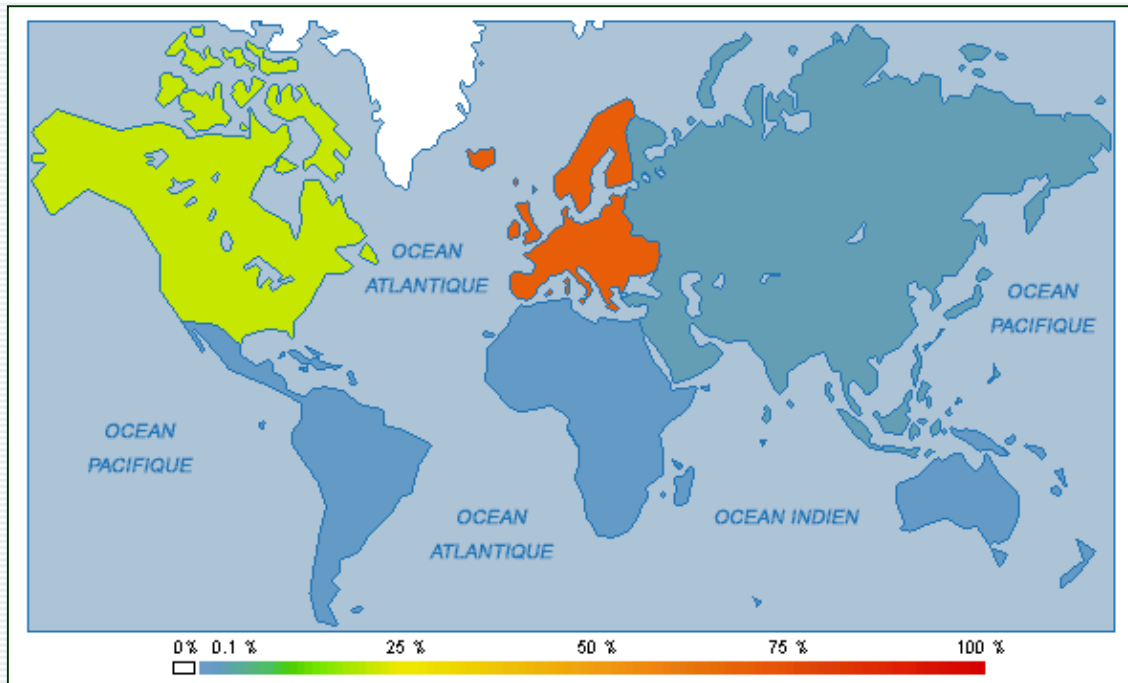 OCEAN
ATLANTIQUE
OCEAN
PACIFIQUE
OCEAN
PACIFIQUE
OCEAN
ATLANTIQUE
OCEAN INDIEN
0% 0.1 % 25 % 50 % 75 % 100 %